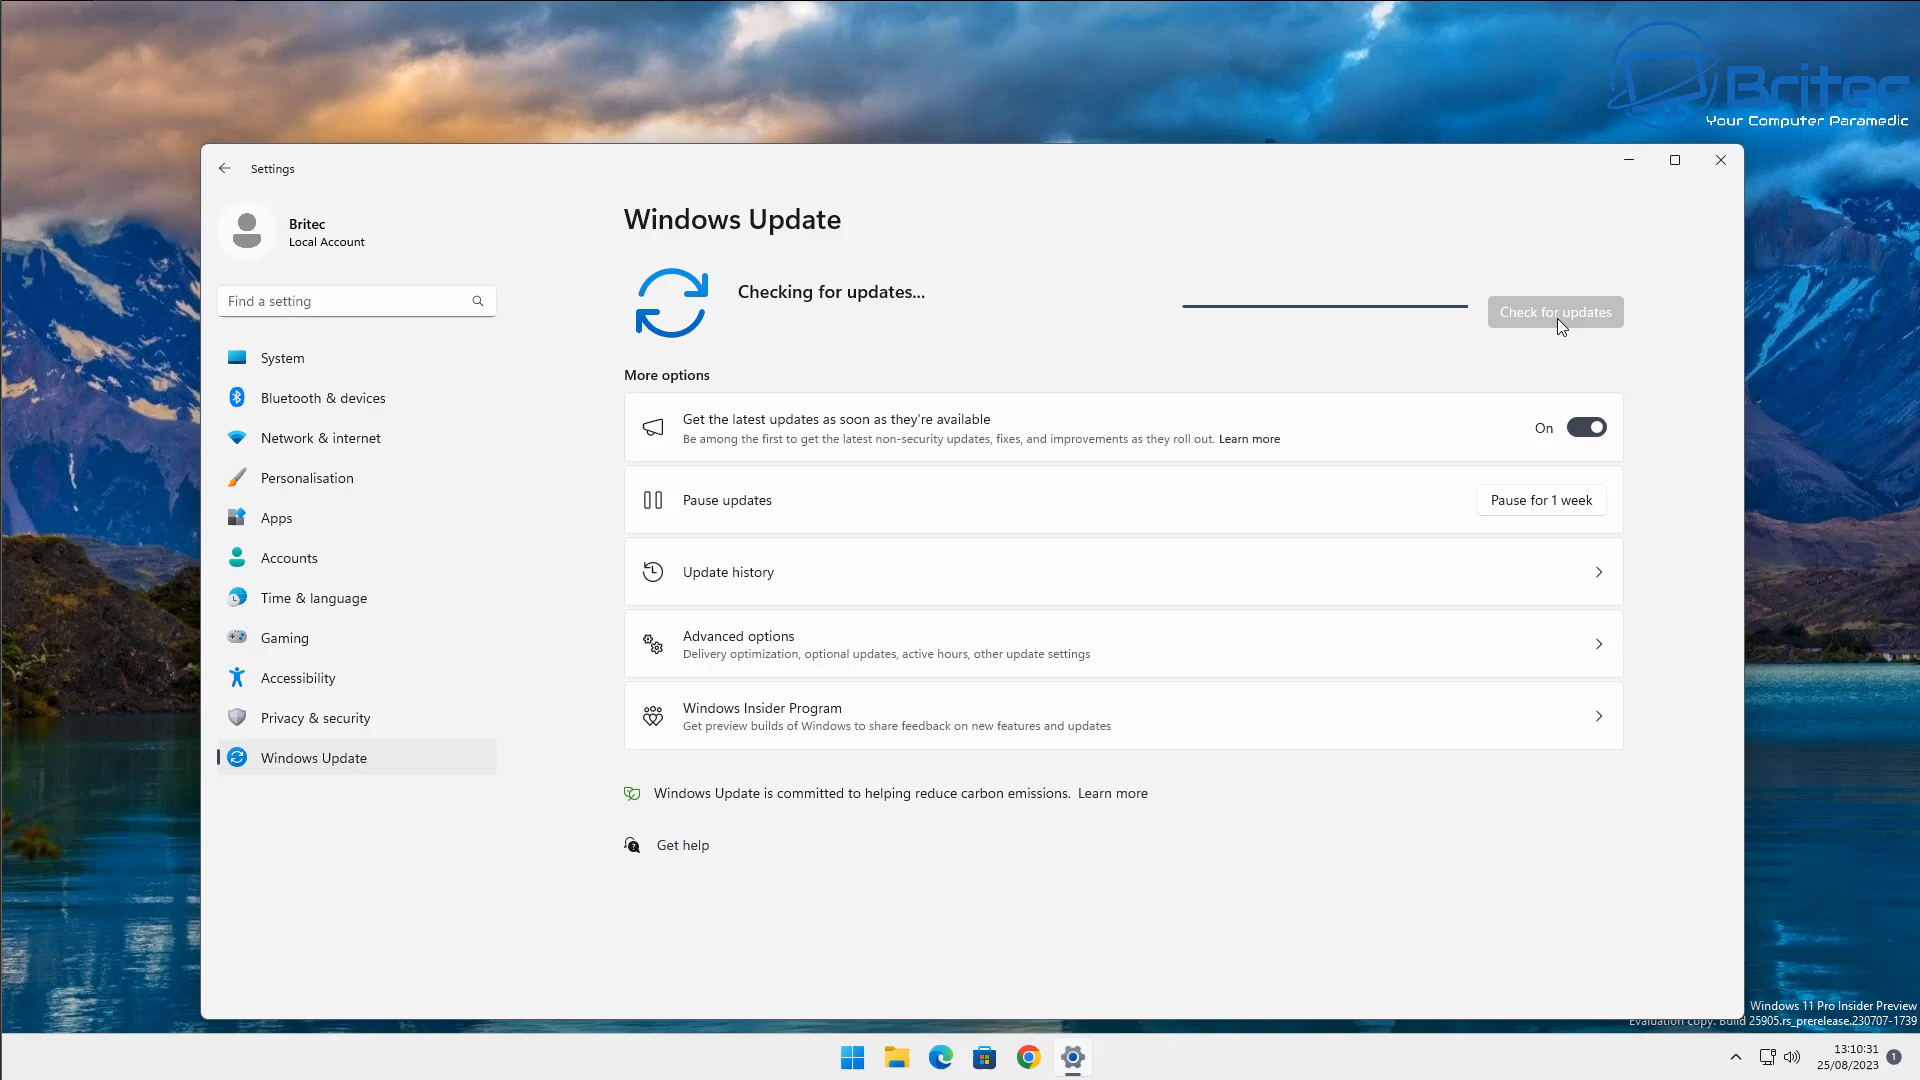 Britec
Your Computer Paramedic
Settings
Britec
Local Account
Find a setting
System
Bluetooth & devices
Network & internet
Personalisation
Apps
Accounts
Time & language
Gaming
Accessibility
Privacy & security
Windows Update
Windows Update
Checking for updates...
Check for updates
More options
Get the latest updates as soon as they're available
Be among the first to get the latest non-security updates, fixes, and improvements as they roll out. Learn more
On
Pause updates
Pause for 1 week
Update history
Advanced options
Delivery optimization, optional updates, active hours, other update settings
Windows Insider Program
Get preview builds of Windows to share feedback on new features and updates
Windows Update is committed to helping reduce carbon emissions. Learn more
Get help
Windows 11 Pro Insider Preview
Evaluation copy. Build 25905.rs_prerelease.230707-1739
13:10:31
25/08/2023
1